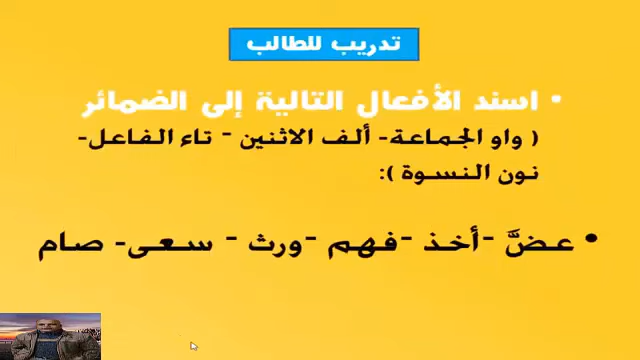 تدريب للطالب
• اسند الأفعال التالية إلى الضمائر
( واو الجماعة- ألف الاثنين - تاء الفاعل-
نون النسوة ):
• عضَّ -أخذ -فهم -ورث - سعى- صام